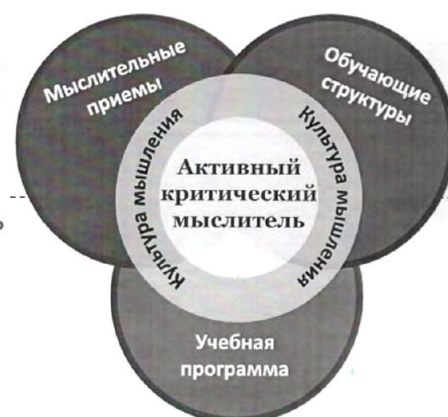 Мыслительные
приемы
Обучающие
структуры
Культура мышления
Культура мышления
Активный
критический
мыслитель
Учебная
программа